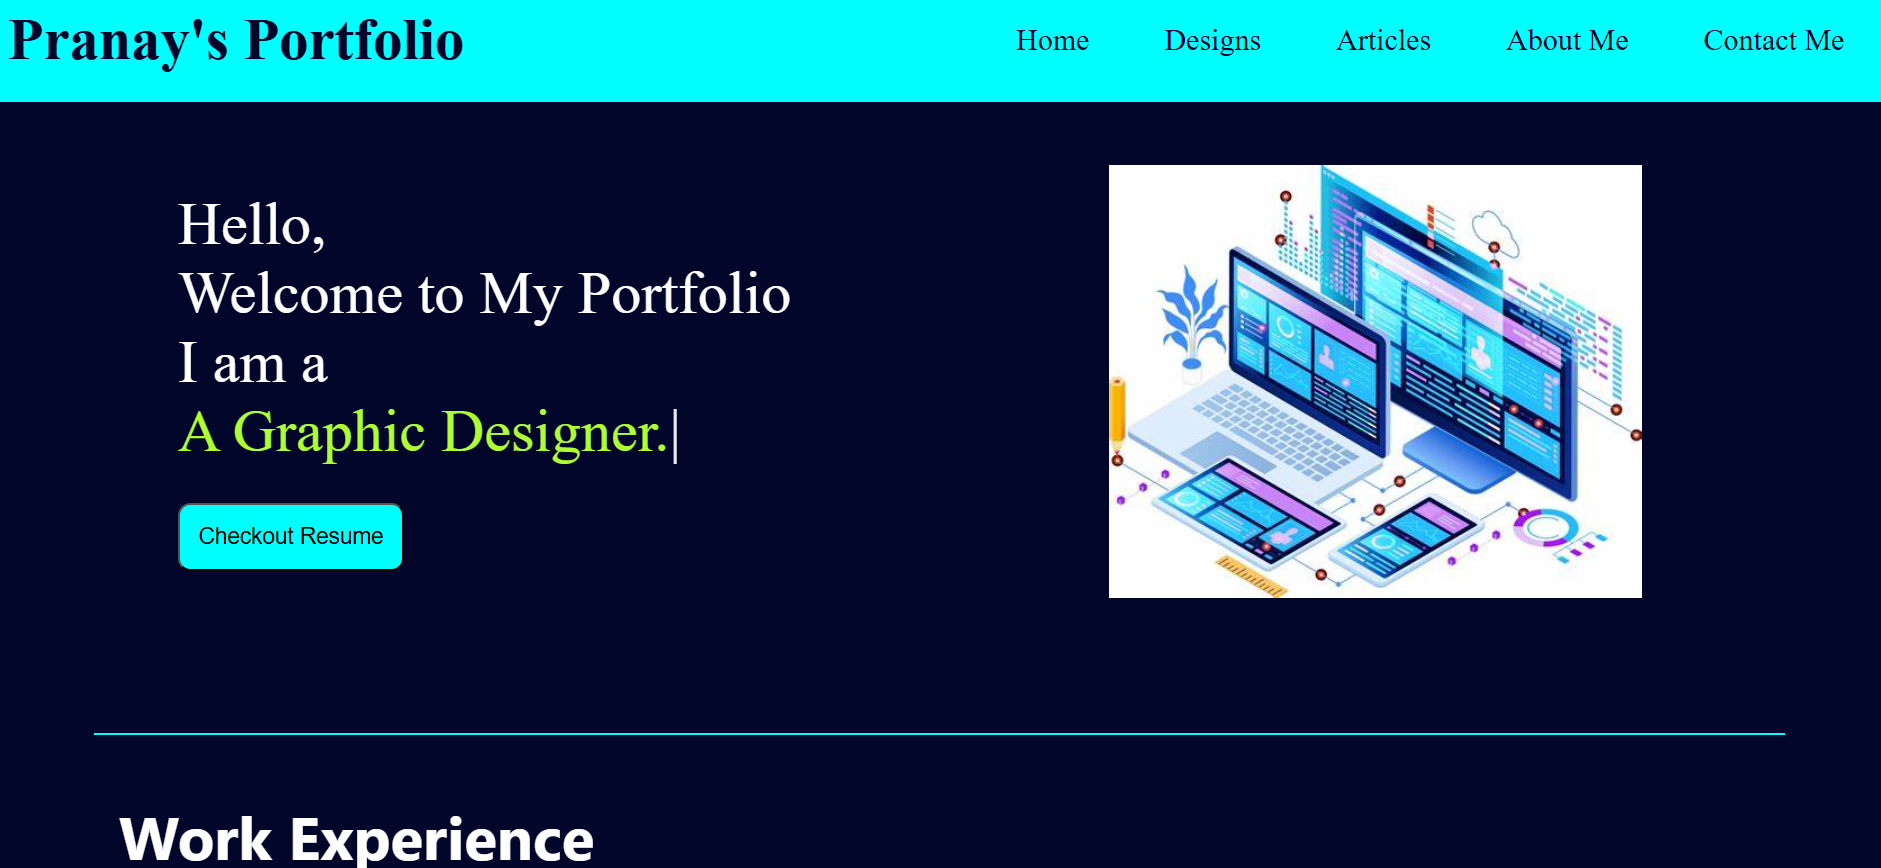 Pranay's Portfolio
Home Designs Articles About Me Contact Me
Hello,
Welcome to My Portfolio
I am a
A Graphic Designer.|
Checkout Resume
Work Experience